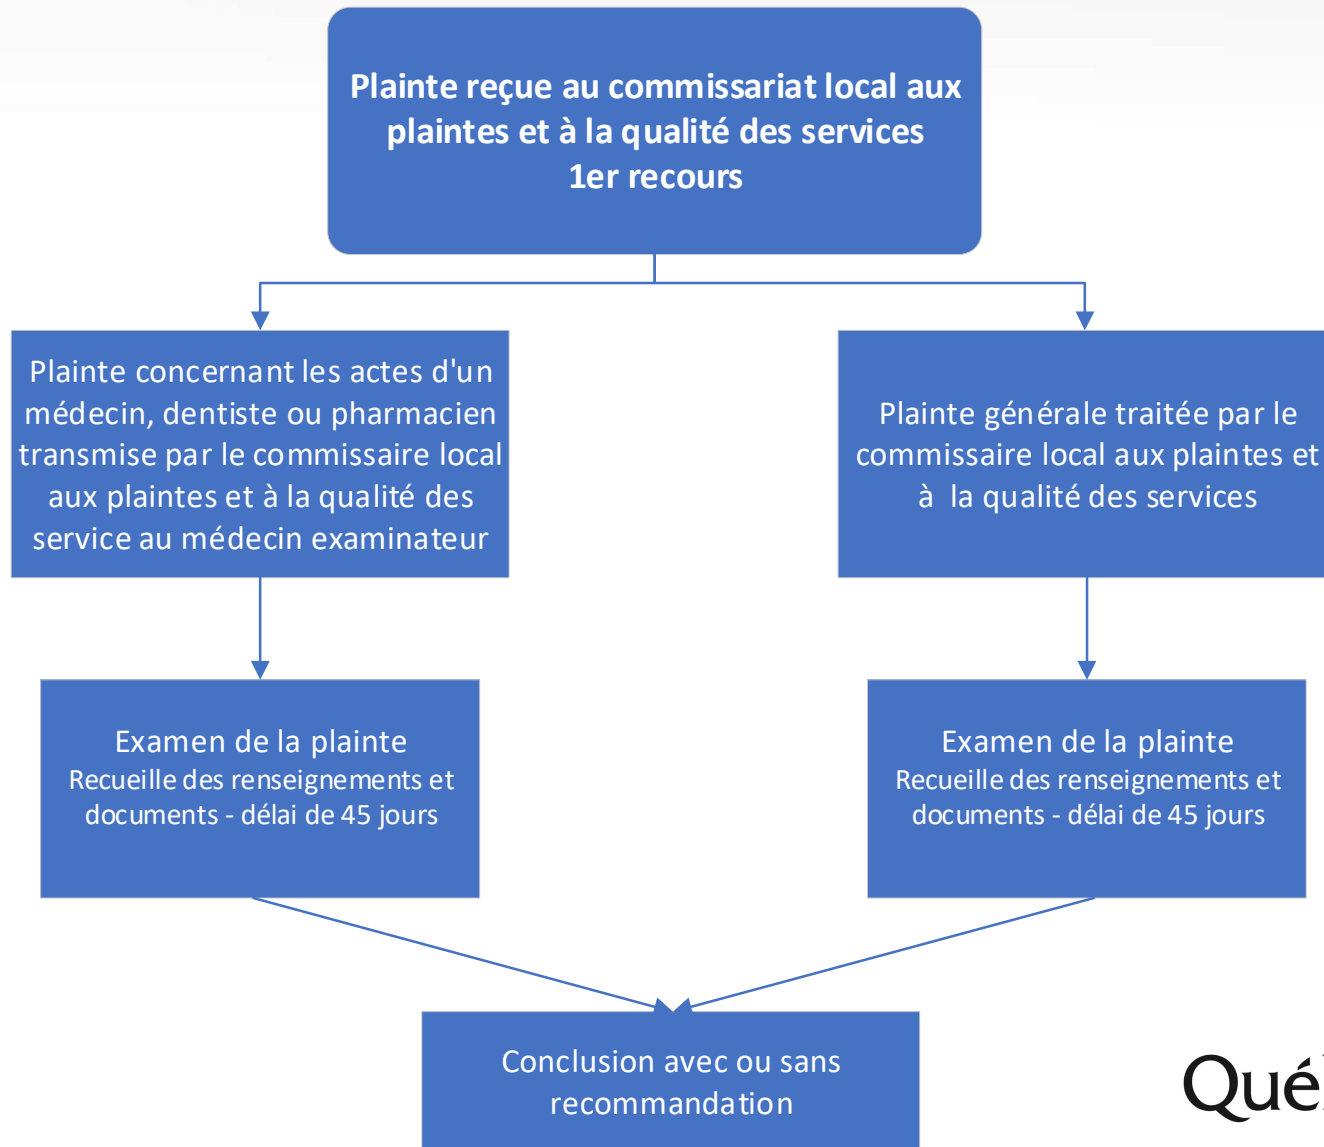 Plainte reçue au commissariat local aux
plaintes et à la qualité des services
1er recours
Plainte concernant les actes d'un
médecin, dentiste ou pharmacien
transmise par le commissaire local
aux plaintes et à la qualité des
service au médecin examinateur
Plainte générale traitée par le
commissaire local aux plaintes et
à la qualité des services
Examen de la plainte
Recueille des renseignements et
documents - délai de 45 jours
Examen de la plainte
Recueille des renseignements et
documents - délai de 45 jours
Conclusion avec ou sans
recommandation
Qué